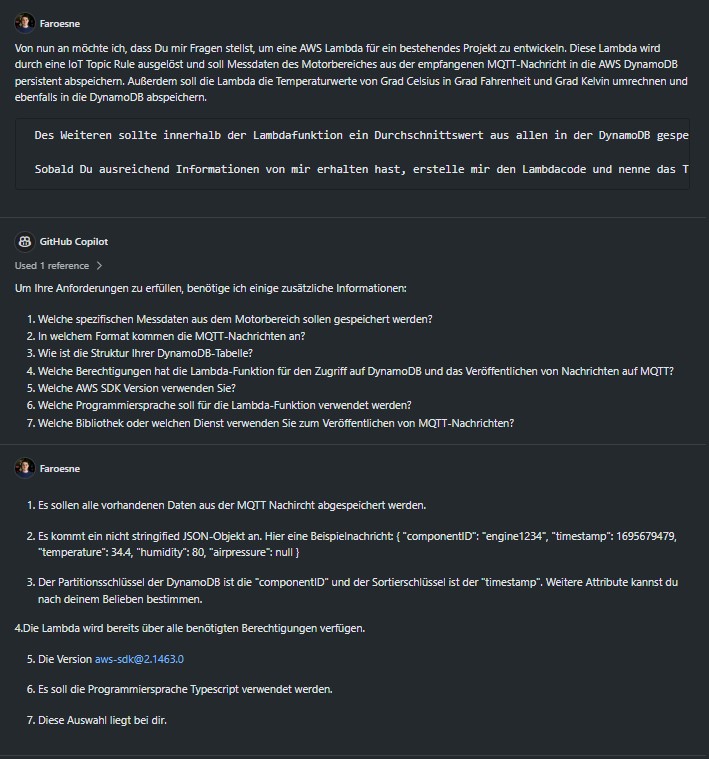 Faroesne
Von nun an möchte ich, dass Du mir Fragen stellst, um eine AWS Lambda für ein bestehendes Projekt zu entwickeln. Diese Lambda wird
durch eine IoT Topic Rule ausgelöst und soll Messdaten des Motorbereiches aus der empfangenen MQTT-Nachricht in die AWS DynamoDB
persistent abspeichern. Außerdem soll die Lambda die Temperaturwerte von Grad Celsius in Grad Fahrenheit und Grad Kelvin umrechnen und
ebenfalls in die DynamoDB abspeichern.
Des Weiteren sollte innerhalb der Lambdafunktion ein Durchschnittswert aus allen in der DynamoDB gespe
Sobald Du ausreichend Informationen von mir erhalten hast, erstelle mir den Lambdacode und nenne das T
GitHub Copilot
Used 1 reference
Um Ihre Anforderungen zu erfüllen, benötige ich einige zusätzliche Informationen:
1. Welche spezifischen Messdaten aus dem Motorbereich sollen gespeichert werden?
2. In welchem Format kommen die MQTT-Nachrichten an?
3. Wie ist die Struktur Ihrer DynamoDB-Tabelle?
4. Welche Berechtigungen hat die Lambda-Funktion für den Zugriff auf DynamoDB und das Veröffentlichen von Nachrichten auf MQTT?
5. Welche AWS SDK Version verwenden Sie?
6. Welche Programmiersprache soll für die Lambda-Funktion verwendet werden?
7. Welche Bibliothek oder welchen Dienst verwenden Sie zum Veröffentlichen von MQTT-Nachrichten?
Faroesne
1. Es sollen alle vorhandenen Daten aus der MQTT Nachircht abgespeichert werden.
2. Es kommt ein nicht stringified JSON-Objekt an. Hier eine Beispielnachricht: { "componentID": "engine1234", "timestamp": 1695679479,
"temperature": 34.4, "humidity": 80, "airpressure": null }
3. Der Partitionsschlüssel der DynamoDB ist die "componentID" und der Sortierschlüssel ist der "timestamp". Weitere Attribute kannst du
nach deinem Belieben bestimmen.
4.Die Lambda wird bereits über alle benötigten Berechtigungen verfügen.
5. Die Version aws-sdk@2.1463.0
6. Es soll die Programmiersprache Typescript verwendet werden.
7. Diese Auswahl liegt bei dir.